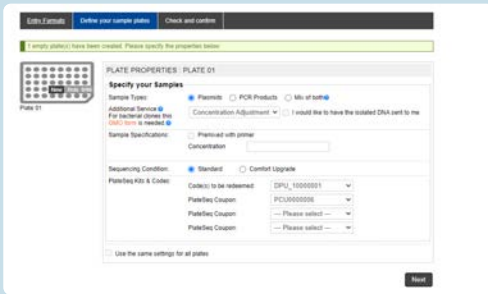 Entry Formats Define your sample plates Check and confirm
1 empty plate(s) have been created. Please specify the properties below.
Plate 01
PLATE PROPERTIES : PLATE 01
Specify your Samples
Sample Types: Plasmids PCR Products Mix of both
Additional Service Concentration Adjustment I would like to have the isolated DNA sent to me
For bacterial clones this
GMO form is needed
Sample Specifications: Premixed with primer
Concentration
Sequencing Condition: Standard Comfort Upgrade
PlateSeq Kits & Codes: Code(s) to be redeemed DPU_10000001
PlateSeq Coupon PCU0000006
PlateSeq Coupon --- Please select ---
PlateSeq Coupon --- Please select ---
Use the same settings for all plates
Next